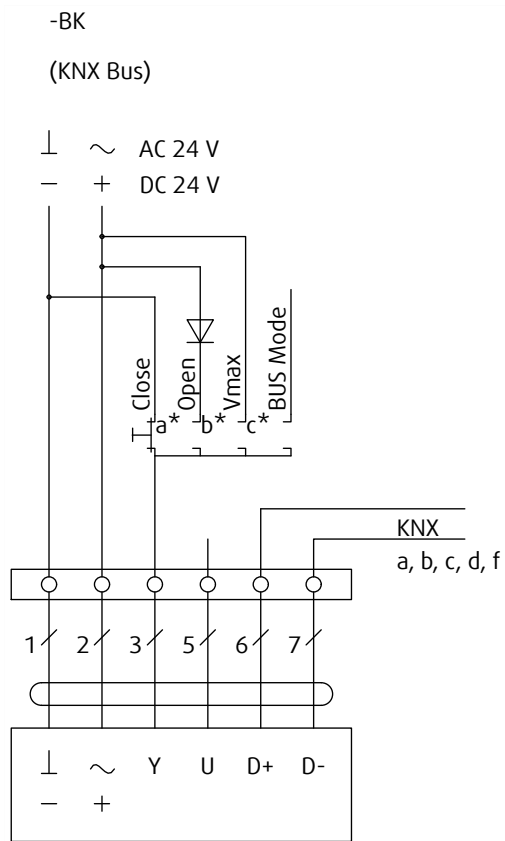 -BK
(KNX Bus)
⊥ ~ AC 24 V
− + DC 24 V
Close
Open
Vmax
BUS Mode
a* b* c*
KNX
a, b, c, d, f
1 2 3 5 6 7
⊥ ~ Y U D+ D-
− +